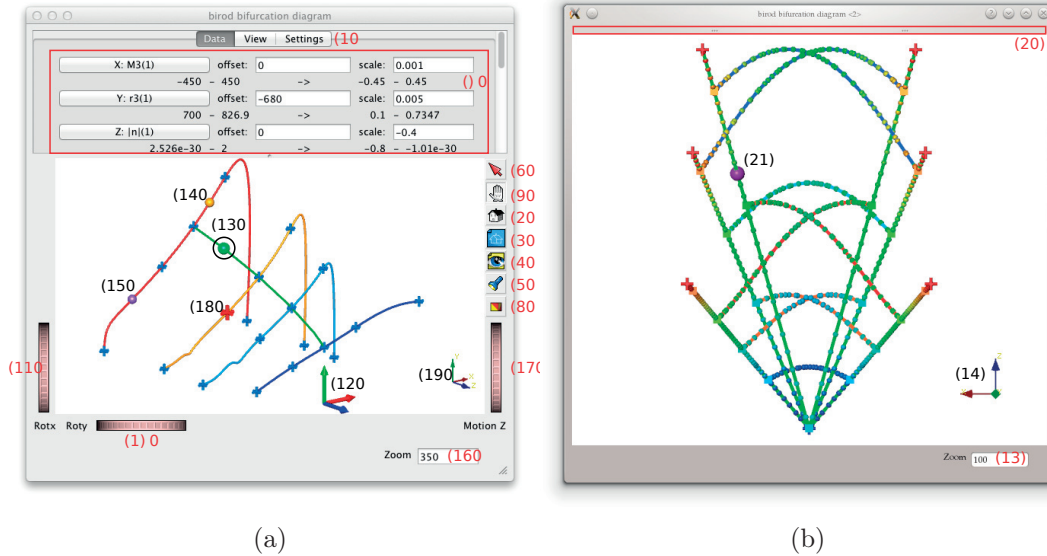 birod bifurcation diagram
Data View Settings (10
X: M3(1) offset: 0 scale: 0.001
-450 - 450 -> -0.45 - 0.45 () 0
Y: r3(1) offset: -680 scale: 0.005
700 - 826.9 -> 0.1 - 0.7347
Z: |n|(1) offset: 0 scale: -0.4
2.526e-30 - 2 -> -0.8 - -1.01e-30
(60
(140
(90
(20
(130
(30
(40
(150
(50
(180
(80
(110
(170
(190
(120
Y
X
Z
Rotx Roty
(1) 0
Motion Z
Zoom 350 (160
(a)
birod bifurcation diagram <2>
(20)
(21)
(14)
Zoom 100 (13)
(b)